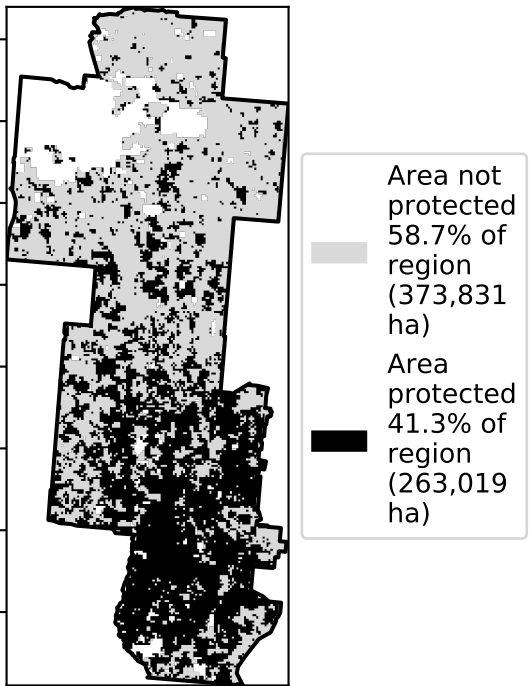 Area not
protected
58.7% of
region
(373,831
ha)
Area
protected
41.3% of
region
(263,019
ha)